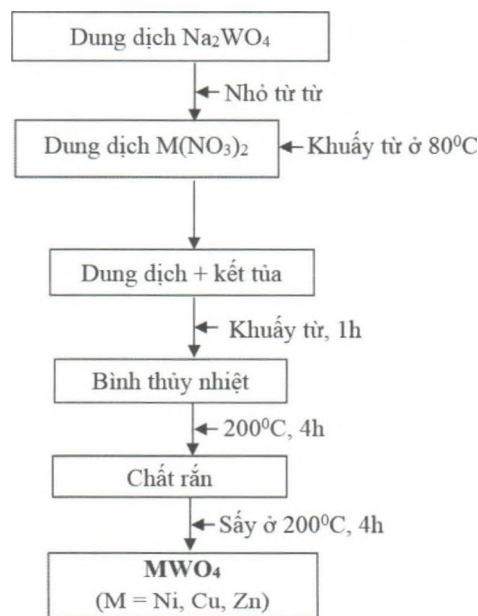 Dung dịch Na₂WO₄
Nhỏ từ từ
Dung dịch M(NO₃)₂
Khuấy từ ở 80⁰C
Dung dịch + kết tủa
Khuấy từ, 1h
Bình thủy nhiệt
200⁰C, 4h
Chất rắn
Sấy ở 200⁰C, 4h
MWO₄
(M = Ni, Cu, Zn)